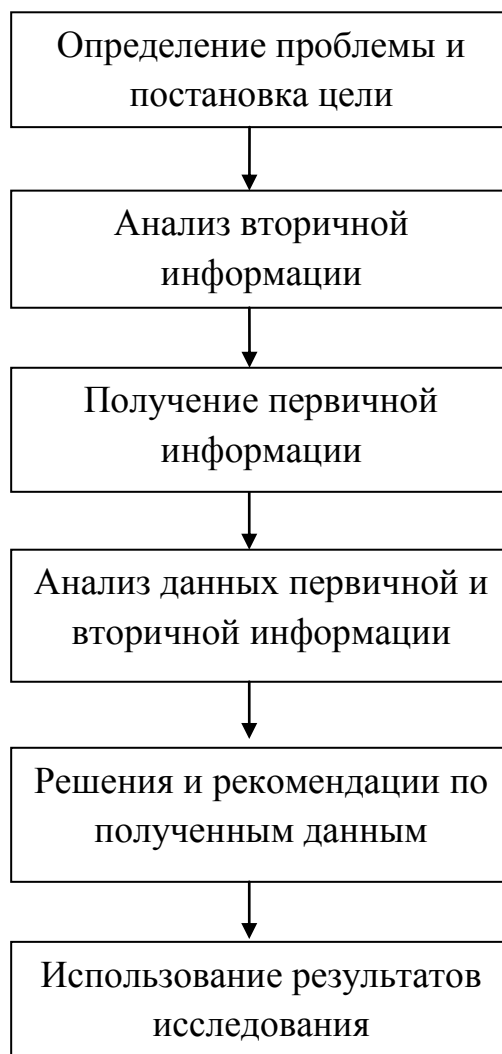 Определение проблемы и
постановка цели
Анализ вторичной
информации
Получение первичной
информации
Анализ данных первичной и
вторичной информации
Решения и рекомендации по
полученным данным
Использование результатов
исследования